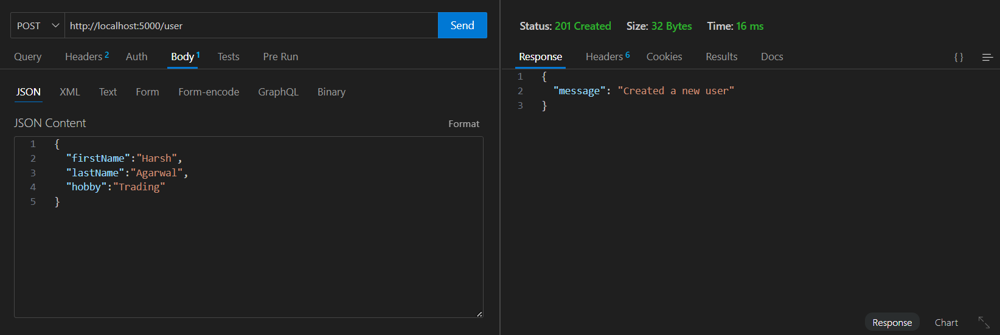 POST http://localhost:5000/user Send
Query Headers 2 Auth Body 1 Tests Pre Run
JSON XML Text Form Form-encode GraphQL Binary
JSON Content Format
1 {
2 "firstName":"Harsh",
3 "lastName":"Agarwal",
4 "hobby":"Trading"
5 }
Status: 201 Created Size: 32 Bytes Time: 16 ms
Response Headers 6 Cookies Results Docs { }
1 {
2 "message": "Created a new user"
3 }
Response Chart